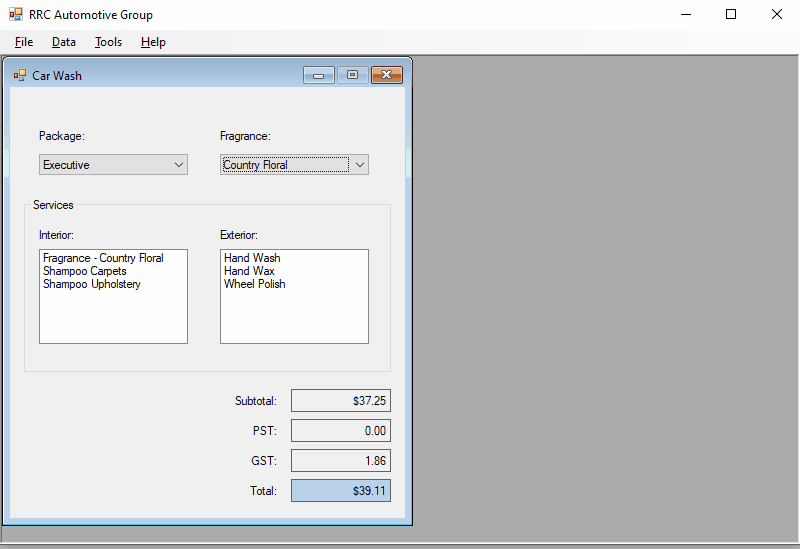 RRC Automotive Group
File Data Tools Help
Car Wash
Package: Fragrance:
Executive Country Floral
Services
Interior: Exterior:
Fragrance - Country Floral Hand Wash
Shampoo Carpets Hand Wax
Shampoo Upholstery Wheel Polish
Subtotal: $37.25
PST: 0.00
GST: 1.86
Total: $39.11